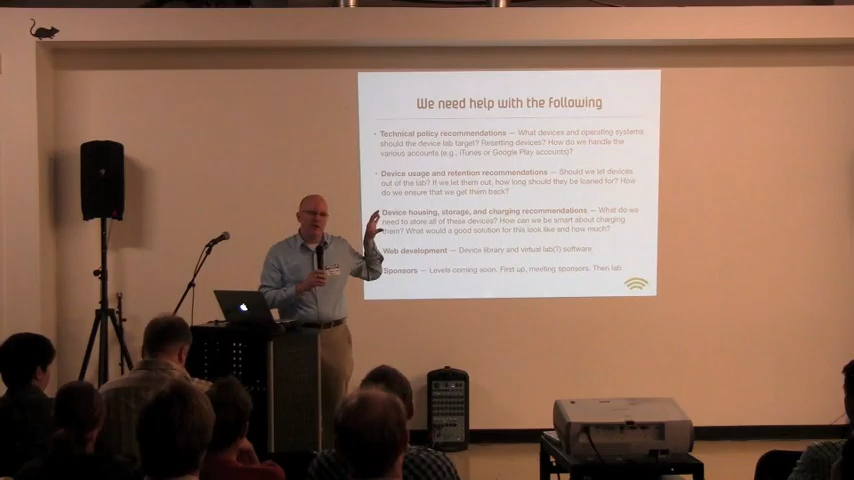 We need help with the following
· Technical policy recommendations — What devices and operating systems
should the device lab target? Resetting devices? How do we handle the
various accounts (e.g., iTunes or Google Play accounts)?
· Device usage and retention recommendations — Should we let devices
out of the lab? If we let them out, how long should they be loaned for? How
do we ensure that we get them back?
Device housing, storage, and charging recommendations — What do we
need to store all of these devices? How can we be smart about charging
them? What would a good solution for this look like and how much?
Web development — Device library and virtual lab(?) software
Sponsors — Levels coming soon. First up, meeting sponsors. Then lab